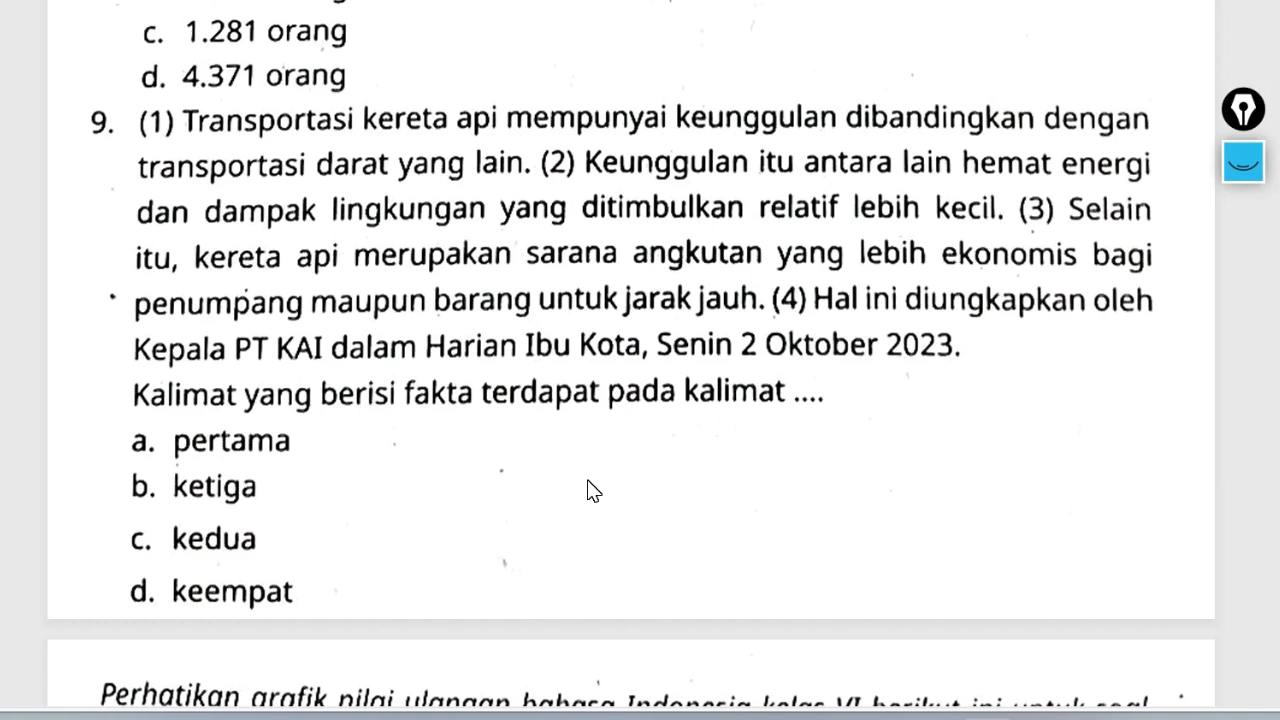 c. 1.281 orang
d. 4.371 orang
9. (1) Transportasi kereta api mempunyai keunggulan dibandingkan dengan
transportasi darat yang lain. (2) Keunggulan itu antara lain hemat energi
dan dampak lingkungan yang ditimbulkan relatif lebih kecil. (3) Selain
itu, kereta api merupakan sarana angkutan yang lebih ekonomis bagi
penumpang maupun barang untuk jarak jauh. (4) Hal ini diungkapkan oleh
Kepala PT KAI dalam Harian Ibu Kota, Senin 2 Oktober 2023.
Kalimat yang berisi fakta terdapat pada kalimat ....
a. pertama
b. ketiga
c. kedua
d. keempat
Perhatikan grafik nilai ulangan bahasa Indonesia kelas VI berikut ini untuk soal